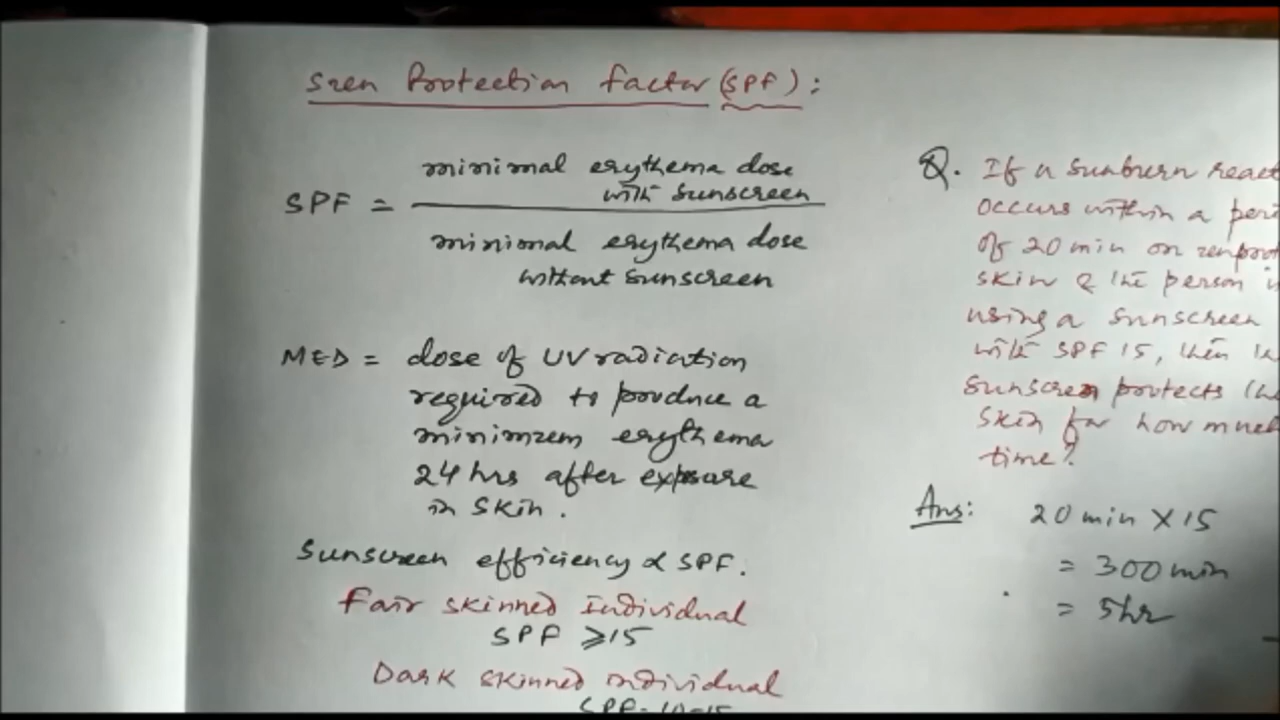 Sun Protection factor (SPF):
SPF = minimal erythema dose
with sunscreen
minimal erythema dose
without sunscreen
MED = dose of UV radiation
required to produce a
minimum erythema
24 hrs after exposure
in skin.
Sunscreen efficiency ∝ SPF.
Fair skinned individual
SPF ≥15
Dark skinned individual
SPF-10-15
Q. If a sunburn react
occurs within a peri
of 20 min on unprot
skin & the person i
using a sunscreen
with SPF 15, then th
sunscreen protects the
skin for how much
time?
Ans: 20 min X 15
= 300 min
= 5hr